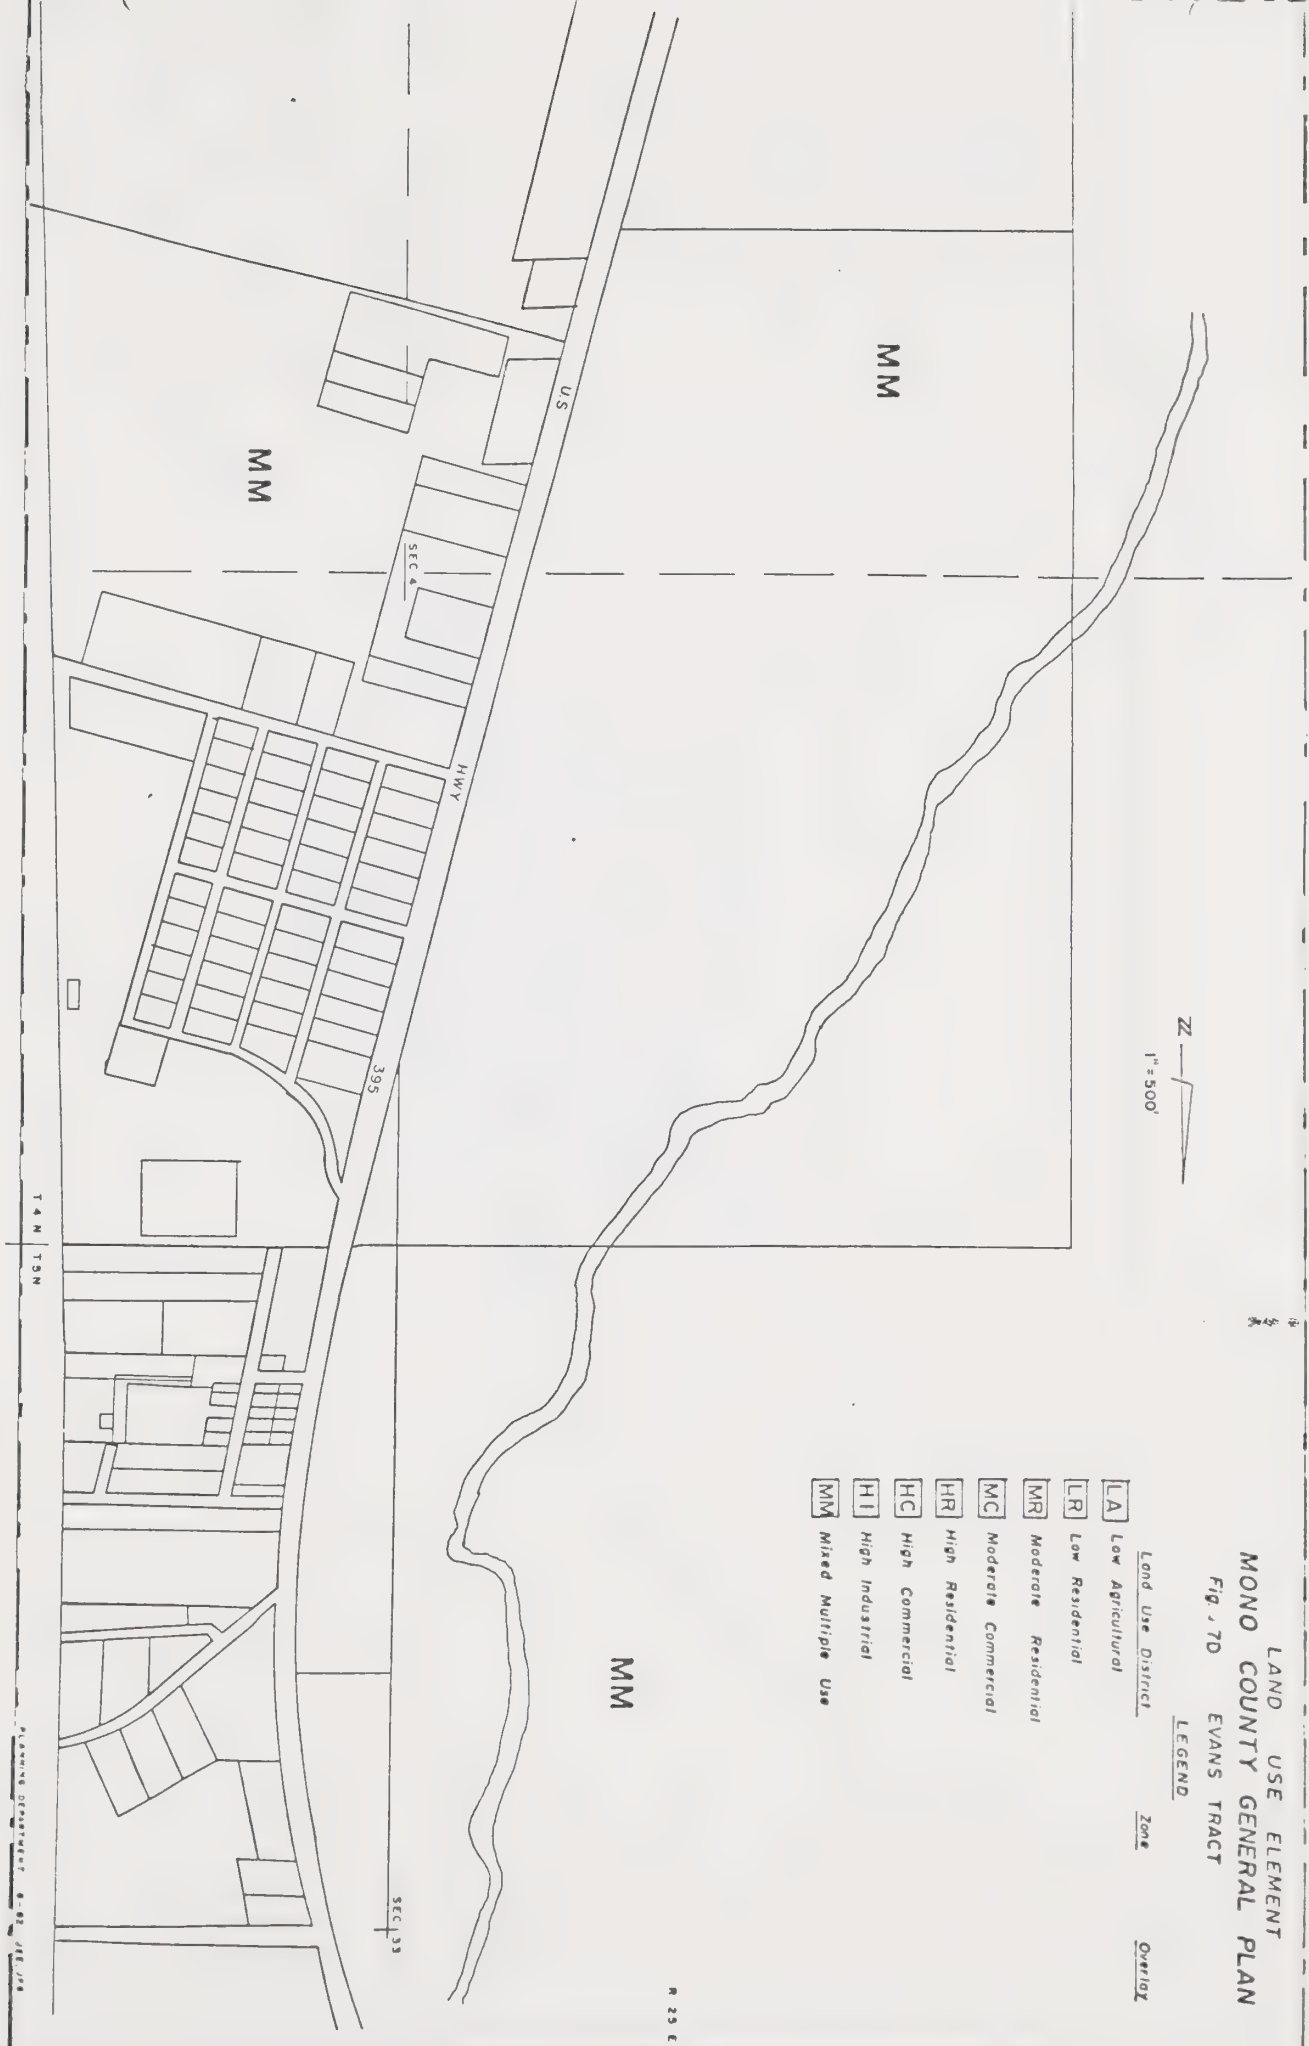 LAND USE ELEMENT
MONO COUNTY GENERAL PLAN
Fig. 7D EVANS TRACT
LEGEND
Land Use District Zone Overlay
LA Low Agricultural
LR Low Residential
MR Moderate Residential
MC Moderate Commercial
HR High Residential
HC High Commercial
HI High Industrial
MM Mixed Multiple Use
1" = 500'
MM
MM
MM
U.S HWY 395
SEC 4
SEC 33
R 25 E
T 4 N T 5 N
PLANNING DEPARTMENT 6-82